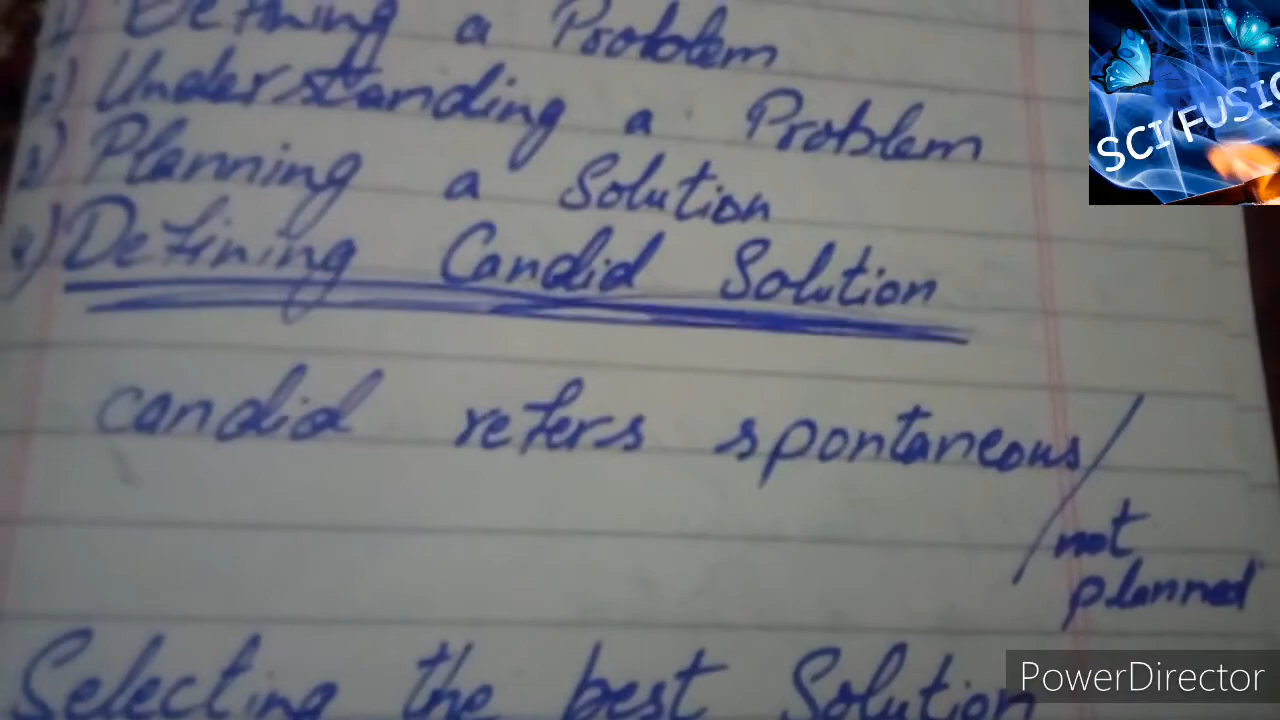 1) Defining a Problem
2) Understanding a Problem
3) Planning a Solution
4) Defining Candid Solution
candid refers spontaneous/
/not
planned
Selecting the best Solution
SCI FUSIO
PowerDirector